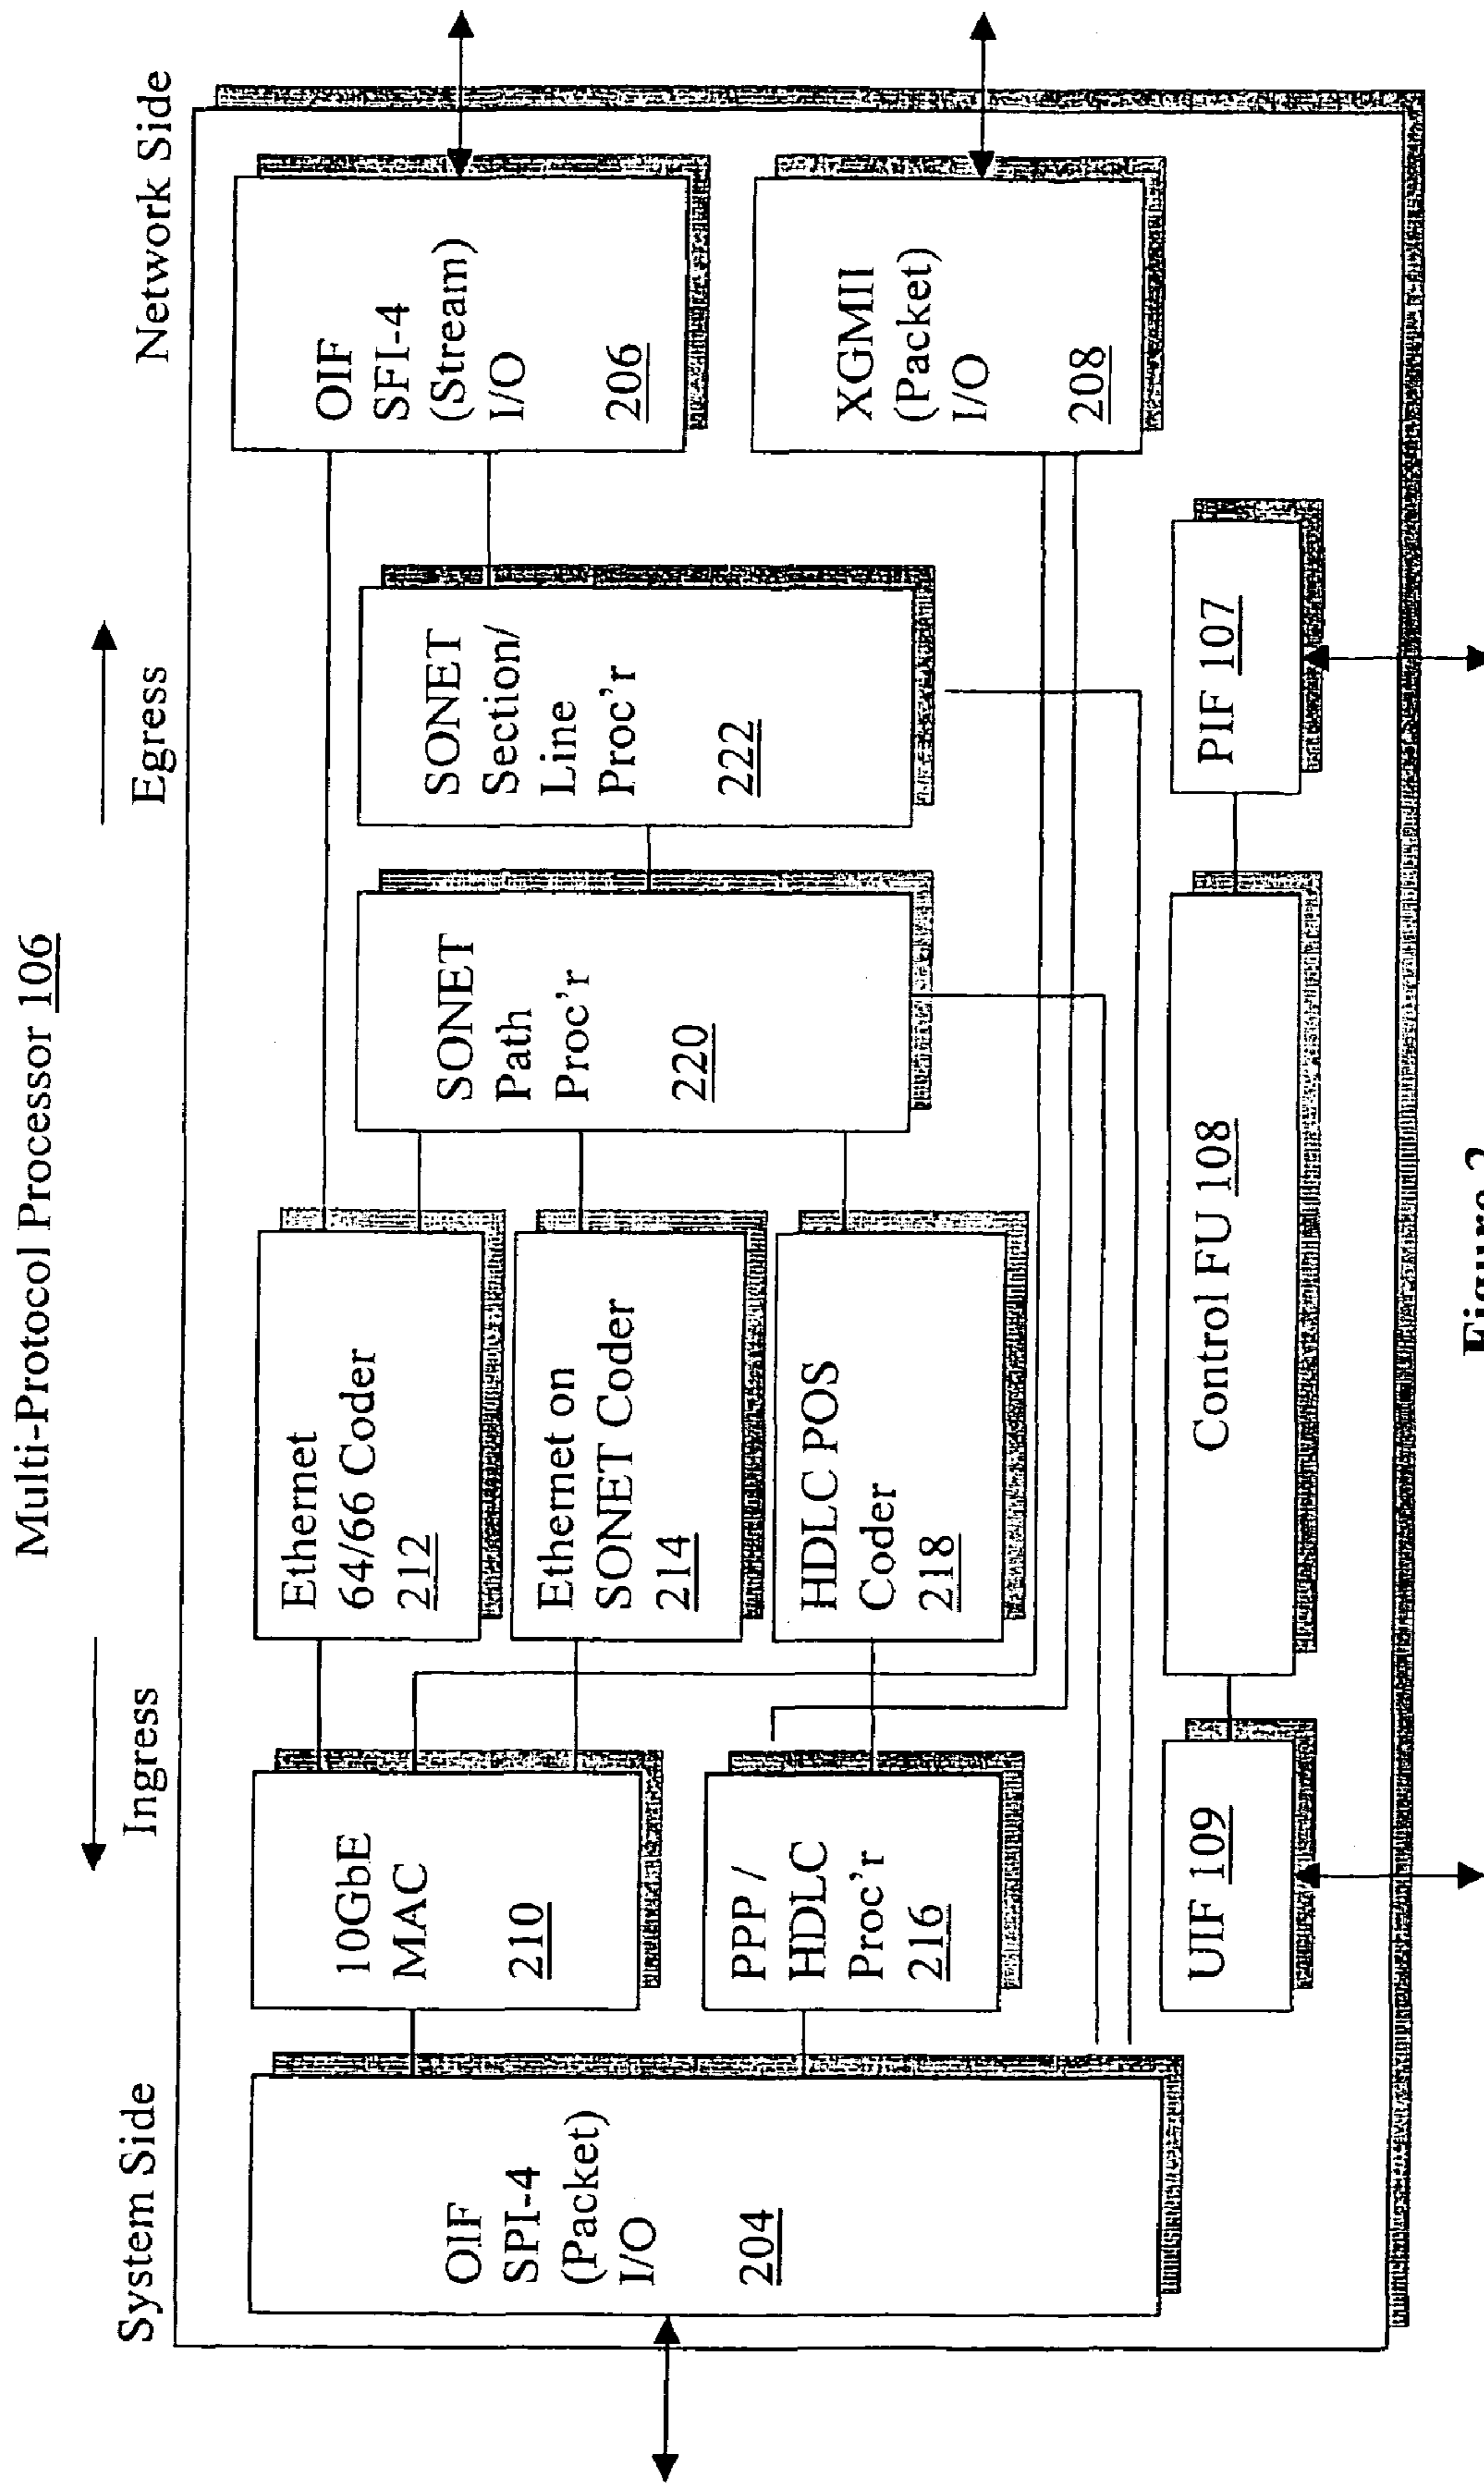 Multi-Protocol Processor 106
Ingress
Egress
System Side
Network Side
OIF
SPI-4
(Packet)
I/O
204
10GbE
MAC
210
PPP /
HDLC
Proc'r
216
Ethernet
64/66 Coder
212
Ethernet on
SONET Coder
214
HDLC POS
Coder
218
SONET
Path
Proc'r
220
SONET
Section/
Line
Proc'r
222
OIF
SFI-4
(Stream)
I/O
206
XGMII
(Packet)
I/O
208
UIF 109
Control FU 108
PIF 107
Figure 2